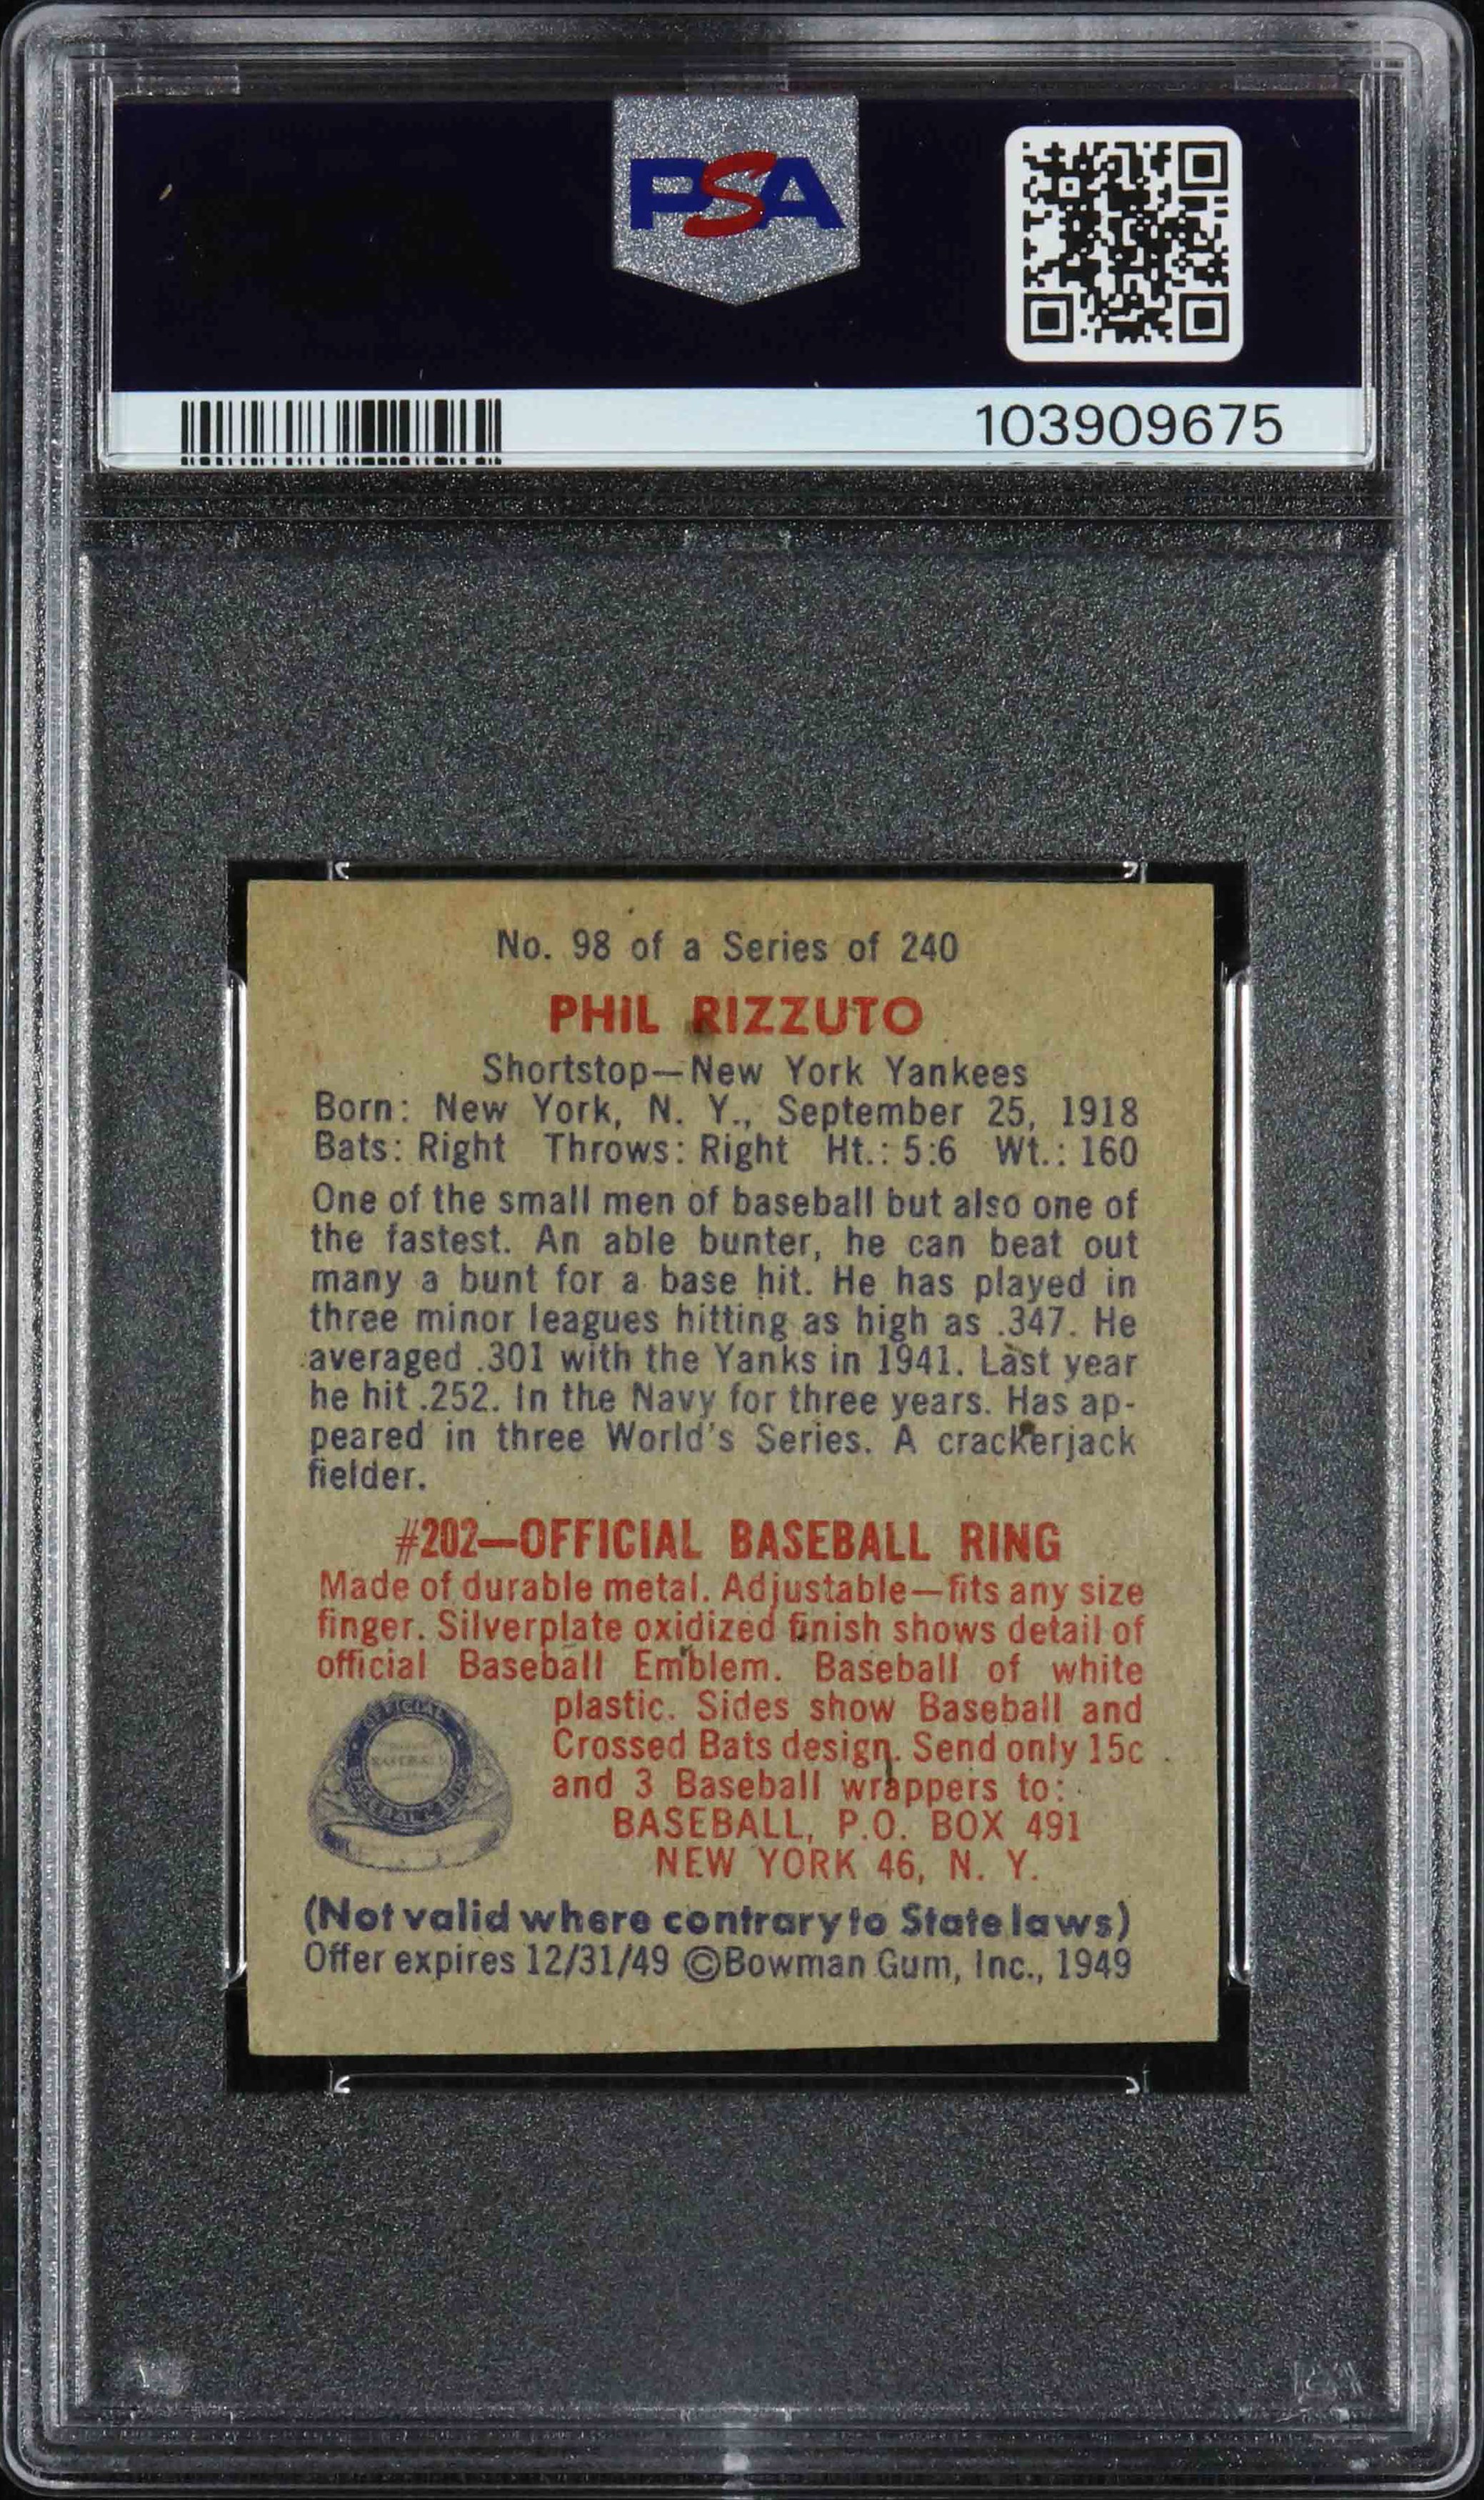 PSA
103909675
No. 98 of a Series of 240
PHIL RIZZUTO
Shortstop—New York Yankees
Born: New York, N. Y., September 25, 1918
Bats: Right Throws: Right Ht.: 5:6 Wt.: 160
One of the small men of baseball but also one of
the fastest. An able bunter, he can beat out
many a bunt for a base hit. He has played in
three minor leagues hitting as high as .347. He
averaged .301 with the Yanks in 1941. Last year
he hit .252. In the Navy for three years. Has ap-
peared in three World's Series. A crackerjack
fielder.
#202—OFFICIAL BASEBALL RING
Made of durable metal. Adjustable—fits any size
finger. Silverplate oxidized finish shows detail of
official Baseball Emblem. Baseball of white
plastic. Sides show Baseball and
Crossed Bats design. Send only 15c
and 3 Baseball wrappers to:
BASEBALL, P.O. BOX 491
NEW YORK 46, N. Y.
OFFICIAL
(Not valid where contrary to State laws)
Offer expires 12/31/49 ©Bowman Gum, Inc., 1949